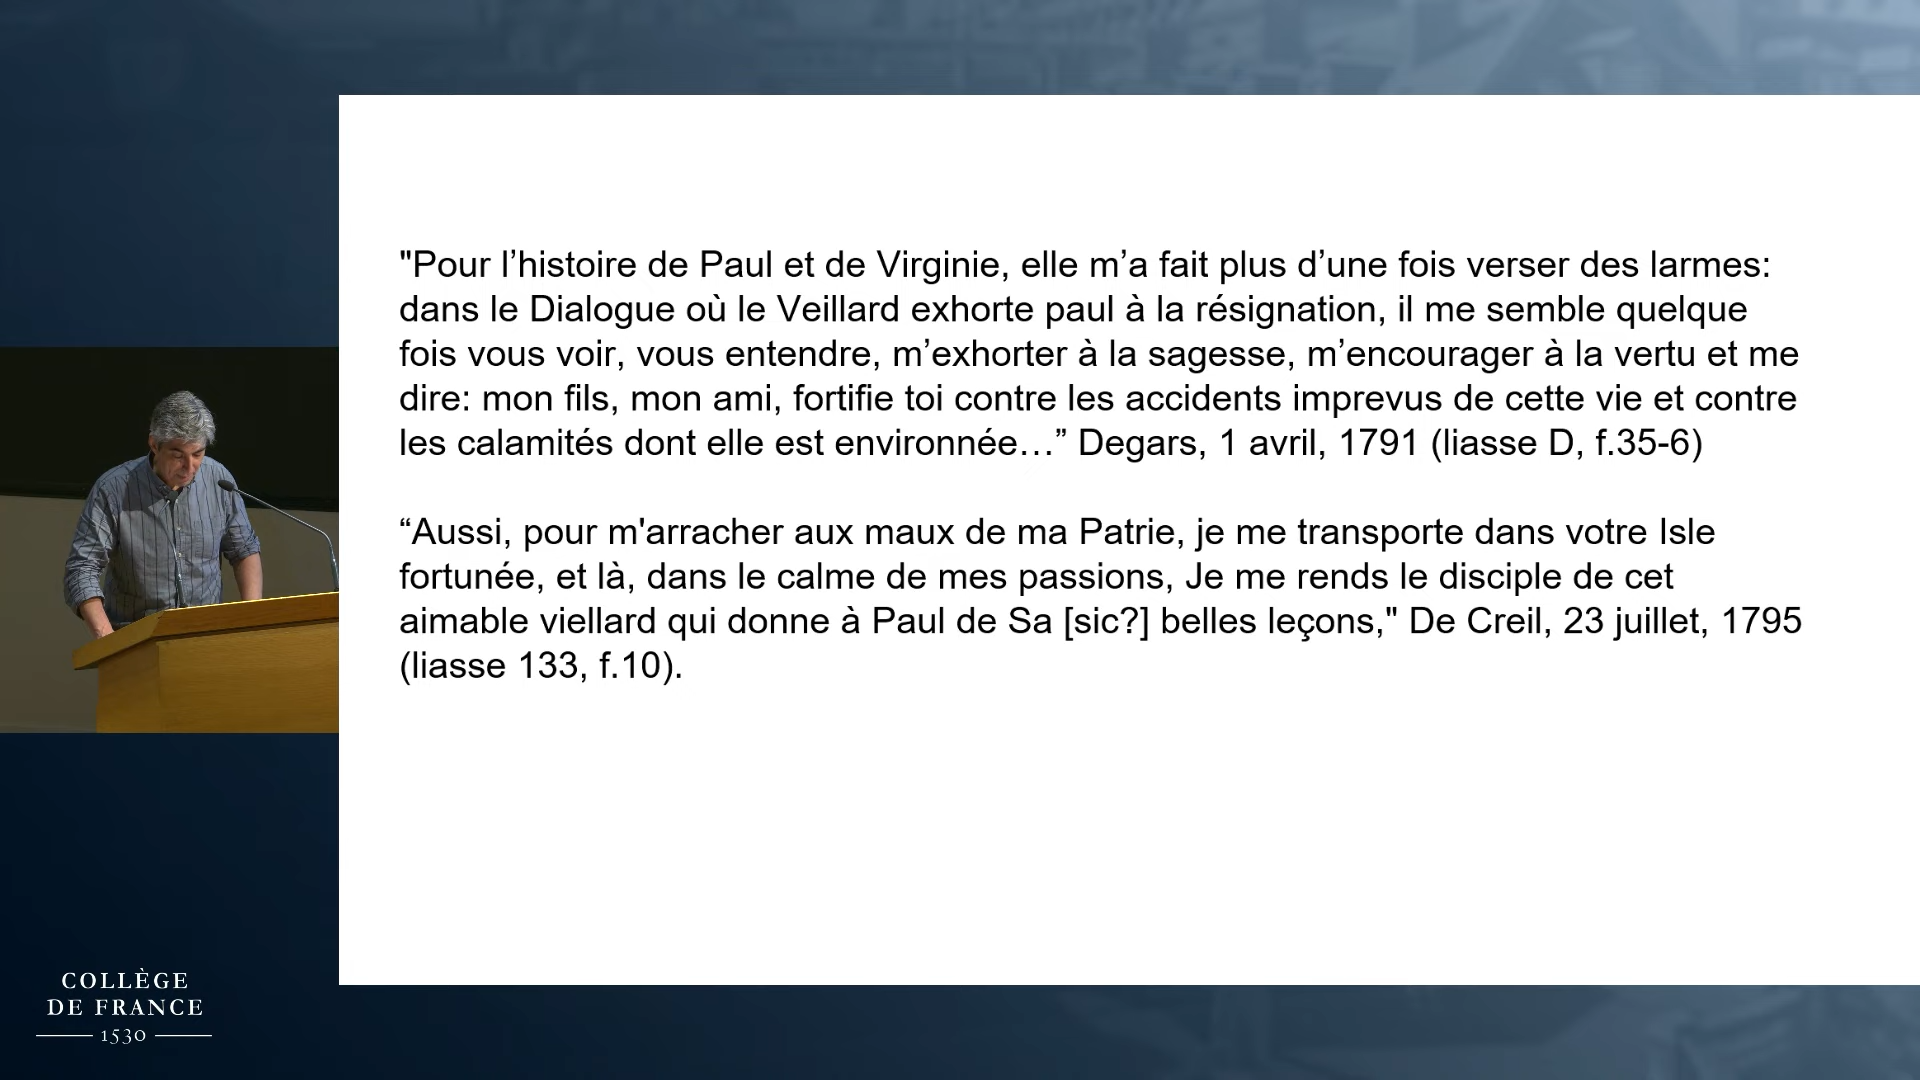 "Pour l’histoire de Paul et de Virginie, elle m’a fait plus d’une fois verser des larmes:
dans le Dialogue où le Veillard exhorte paul à la résignation, il me semble quelque
fois vous voir, vous entendre, m’exhorter à la sagesse, m’encourager à la vertu et me
dire: mon fils, mon ami, fortifie toi contre les accidents imprevus de cette vie et contre
les calamités dont elle est environnée…” Degars, 1 avril, 1791 (liasse D, f.35-6)
“Aussi, pour m'arracher aux maux de ma Patrie, je me transporte dans votre Isle
fortunée, et là, dans le calme de mes passions, Je me rends le disciple de cet
aimable viellard qui donne à Paul de Sa [sic?] belles leçons," De Creil, 23 juillet, 1795
(liasse 133, f.10).
COLLÈGE
DE FRANCE
1530